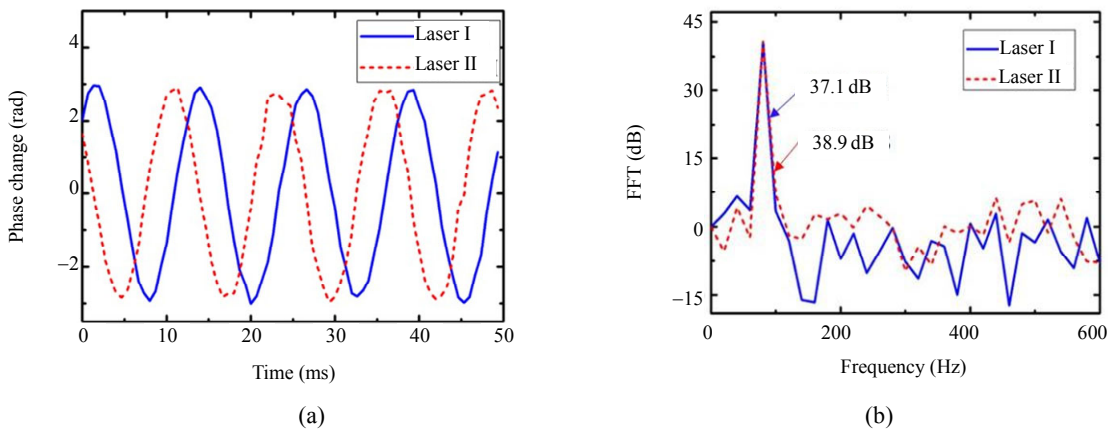 4
2
0
−2
Phase change (rad)
0
10
20
30
40
50
Time (ms)
Laser I
Laser II
(a)
45
30
15
0
−15
FFT (dB)
0
200
400
600
Frequency (Hz)
Laser I
Laser II
37.1 dB
38.9 dB
(b)